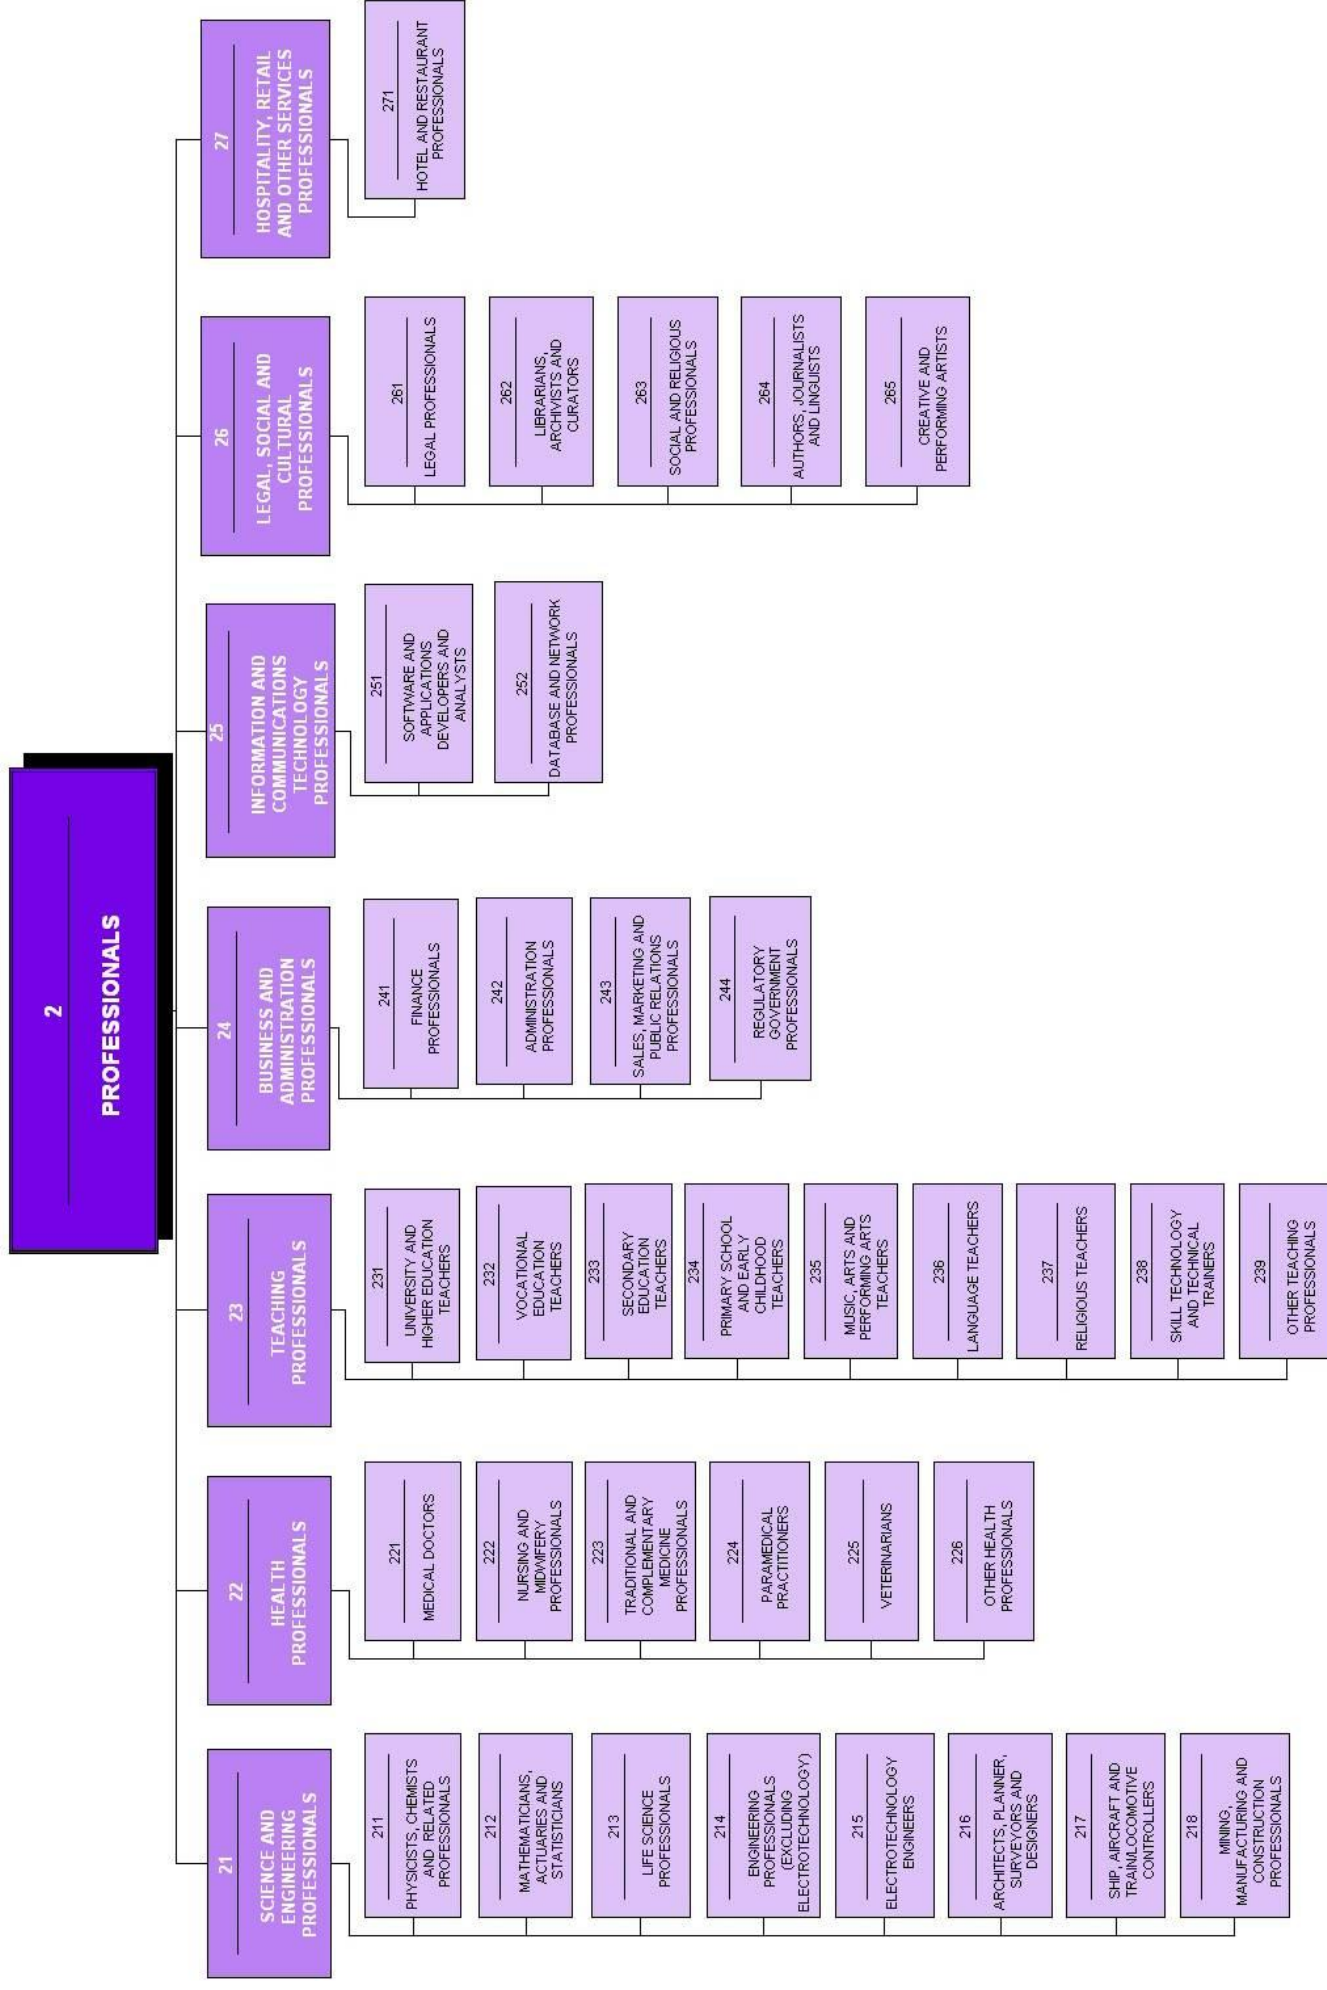 2
PROFESSIONALS
21
SCIENCE AND
ENGINEERING
PROFESSIONALS
211
PHYSICISTS, CHEMISTS
AND RELATED
PROFESSIONALS
212
MATHEMATICIANS,
ACTUARIES AND
STATISTICIANS
213
LIFE SCIENCE
PROFESSIONALS
214
ENGINEERING
PROFESSIONALS
(EXCLUDING
ELECTROTECHNOLOGY)
215
ELECTROTECHNOLOGY
ENGINEERS
216
ARCHITECTS, PLANNER,
SURVEYORS AND
DESIGNERS
217
SHIP, AIRCRAFT AND
TRAIN/LOCOMOTIVE
CONTROLLERS
218
MINING,
MANUFACTURING AND
CONSTRUCTION
PROFESSIONALS
22
HEALTH
PROFESSIONALS
221
MEDICAL DOCTORS
222
NURSING AND
MIDWIFERY
PROFESSIONALS
223
TRADITIONAL AND
COMPLEMENTARY
MEDICINE
PROFESSIONALS
224
PARAMEDICAL
PRACTITIONERS
225
VETERINARIANS
226
OTHER HEALTH
PROFESSIONALS
23
TEACHING
PROFESSIONALS
231
UNIVERSITY AND
HIGHER EDUCATION
TEACHERS
232
VOCATIONAL
EDUCATION
TEACHERS
233
SECONDARY
EDUCATION
TEACHERS
234
PRIMARY SCHOOL
AND EARLY
CHILDHOOD
TEACHERS
235
MUSIC, ARTS AND
PERFORMING ARTS
TEACHERS
236
LANGUAGE TEACHERS
237
RELIGIOUS TEACHERS
238
SKILL TECHNOLOGY
AND TECHNICAL
TRAINERS
239
OTHER TEACHING
PROFESSIONALS
24
BUSINESS AND
ADMINISTRATION
PROFESSIONALS
241
FINANCE
PROFESSIONALS
242
ADMINISTRATION
PROFESSIONALS
243
SALES, MARKETING AND
PUBLIC RELATIONS
PROFESSIONALS
244
REGULATORY
GOVERNMENT
PROFESSIONALS
25
INFORMATION AND
COMMUNICATIONS
TECHNOLOGY
PROFESSIONALS
251
SOFTWARE AND
APPLICATIONS
DEVELOPERS AND
ANALYSTS
252
DATABASE AND NETWORK
PROFESSIONALS
26
LEGAL, SOCIAL AND
CULTURAL
PROFESSIONALS
261
LEGAL PROFESSIONALS
262
LIBRARIANS,
ARCHIVISTS AND
CURATORS
263
SOCIAL AND RELIGIOUS
PROFESSIONALS
264
AUTHORS, JOURNALISTS
AND LINGUISTS
265
CREATIVE AND
PERFORMING ARTISTS
27
HOSPITALITY, RETAIL
AND OTHER SERVICES
PROFESSIONALS
271
HOTEL AND RESTAURANT
PROFESSIONALS